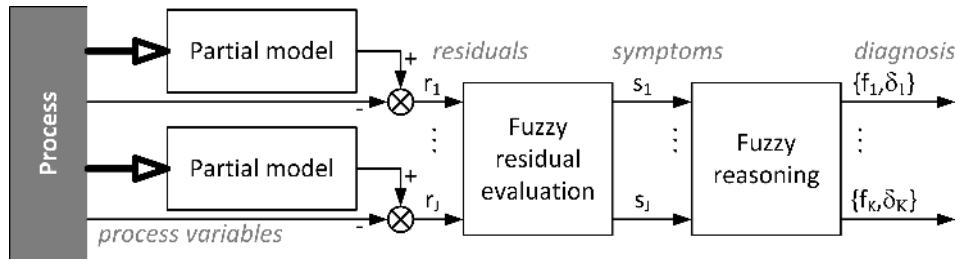 Process
Partial model
+
-
residuals
r1
⋮
Partial model
+
-
rJ
process variables
Fuzzy
residual
evaluation
symptoms
s1
⋮
sJ
Fuzzy
reasoning
diagnosis
{f1,δ1}
⋮
{fK,δK}